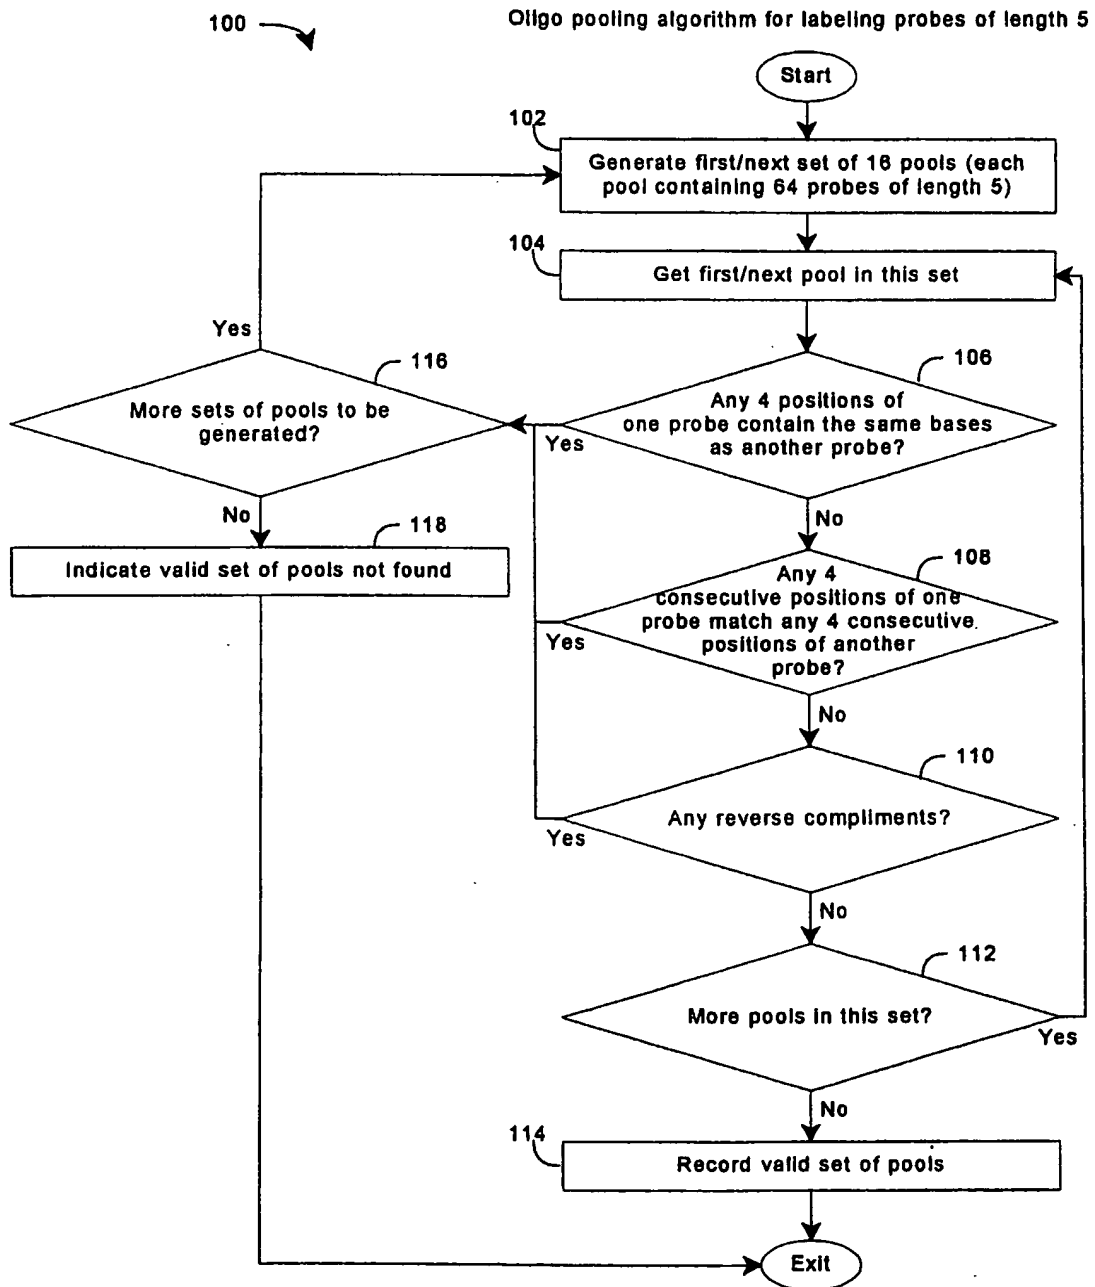 100
Oligo pooling algorithm for labeling probes of length 5
Start
102
Generate first/next set of 16 pools (each
pool containing 64 probes of length 5)
104
Get first/next pool in this set
Yes
116
More sets of pools to be
generated?
106
Any 4 positions of
one probe contain the same bases
as another probe?
Yes
No
No
118
Indicate valid set of pools not found
108
Any 4
consecutive positions of one
probe match any 4 consecutive
positions of another
probe?
Yes
No
110
Any reverse compliments?
Yes
No
112
More pools in this set?
Yes
No
114
Record valid set of pools
Exit